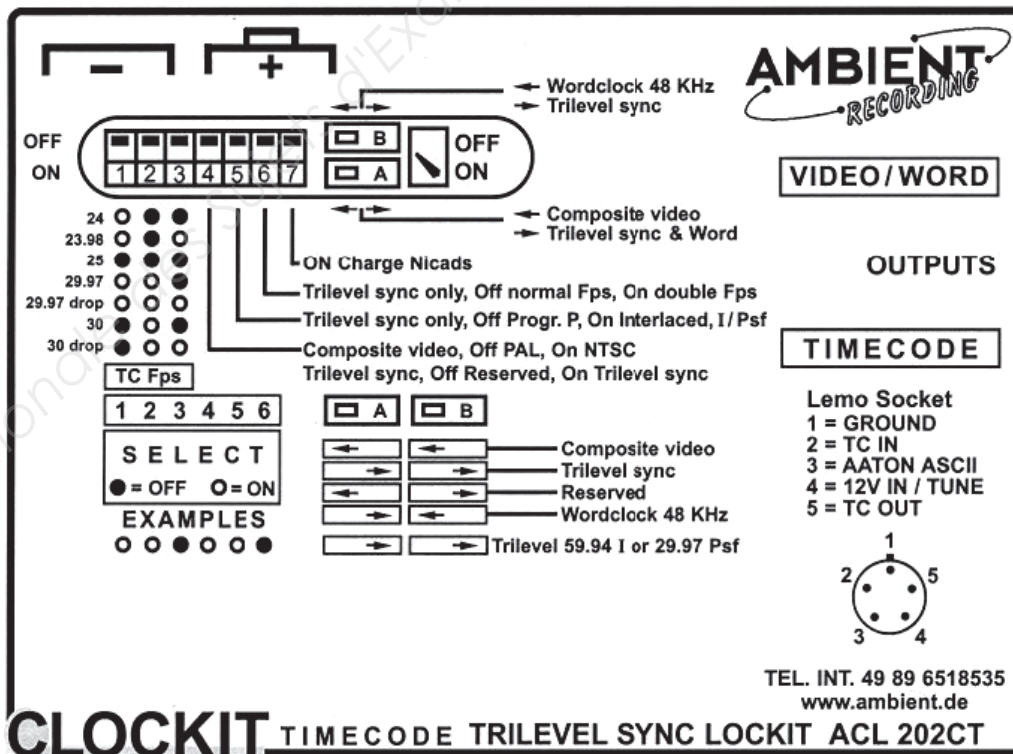 AMBIENT
RECORDING
− +
← Wordclock 48 KHz
→ Trilevel sync
OFF
ON
1 2 3 4 5 6 7
B
A
OFF
ON
← Composite video
→ Trilevel sync & Word
24
23.98
25
29.97
29.97 drop
30
30 drop
TC Fps
ON Charge Nicads
Trilevel sync only, Off normal Fps, On double Fps
Trilevel sync only, Off Progr. P, On Interlaced, I/Psf
Composite video, Off PAL, On NTSC
Trilevel sync, Off Reserved, On Trilevel sync
1 2 3 4 5 6
SELECT
● = OFF O = ON
EXAMPLES
A B
Composite video
Trilevel sync
Reserved
Wordclock 48 KHz
Trilevel 59.94 I or 29.97 Psf
VIDEO/WORD
OUTPUTS
TIMECODE
Lemo Socket
1 = GROUND
2 = TC IN
3 = AATON ASCII
4 = 12V IN / TUNE
5 = TC OUT
1
2 5
3 4
TEL. INT. 49 89 6518535
www.ambient.de
CLOCKIT TIMECODE TRILEVEL SYNC LOCKIT ACL 202CT